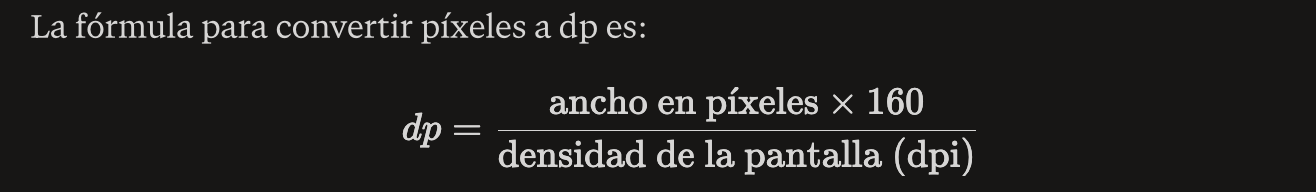 La fórmula para convertir píxeles a dp es:
dp = ancho en píxeles × 160
densidad de la pantalla (dpi)